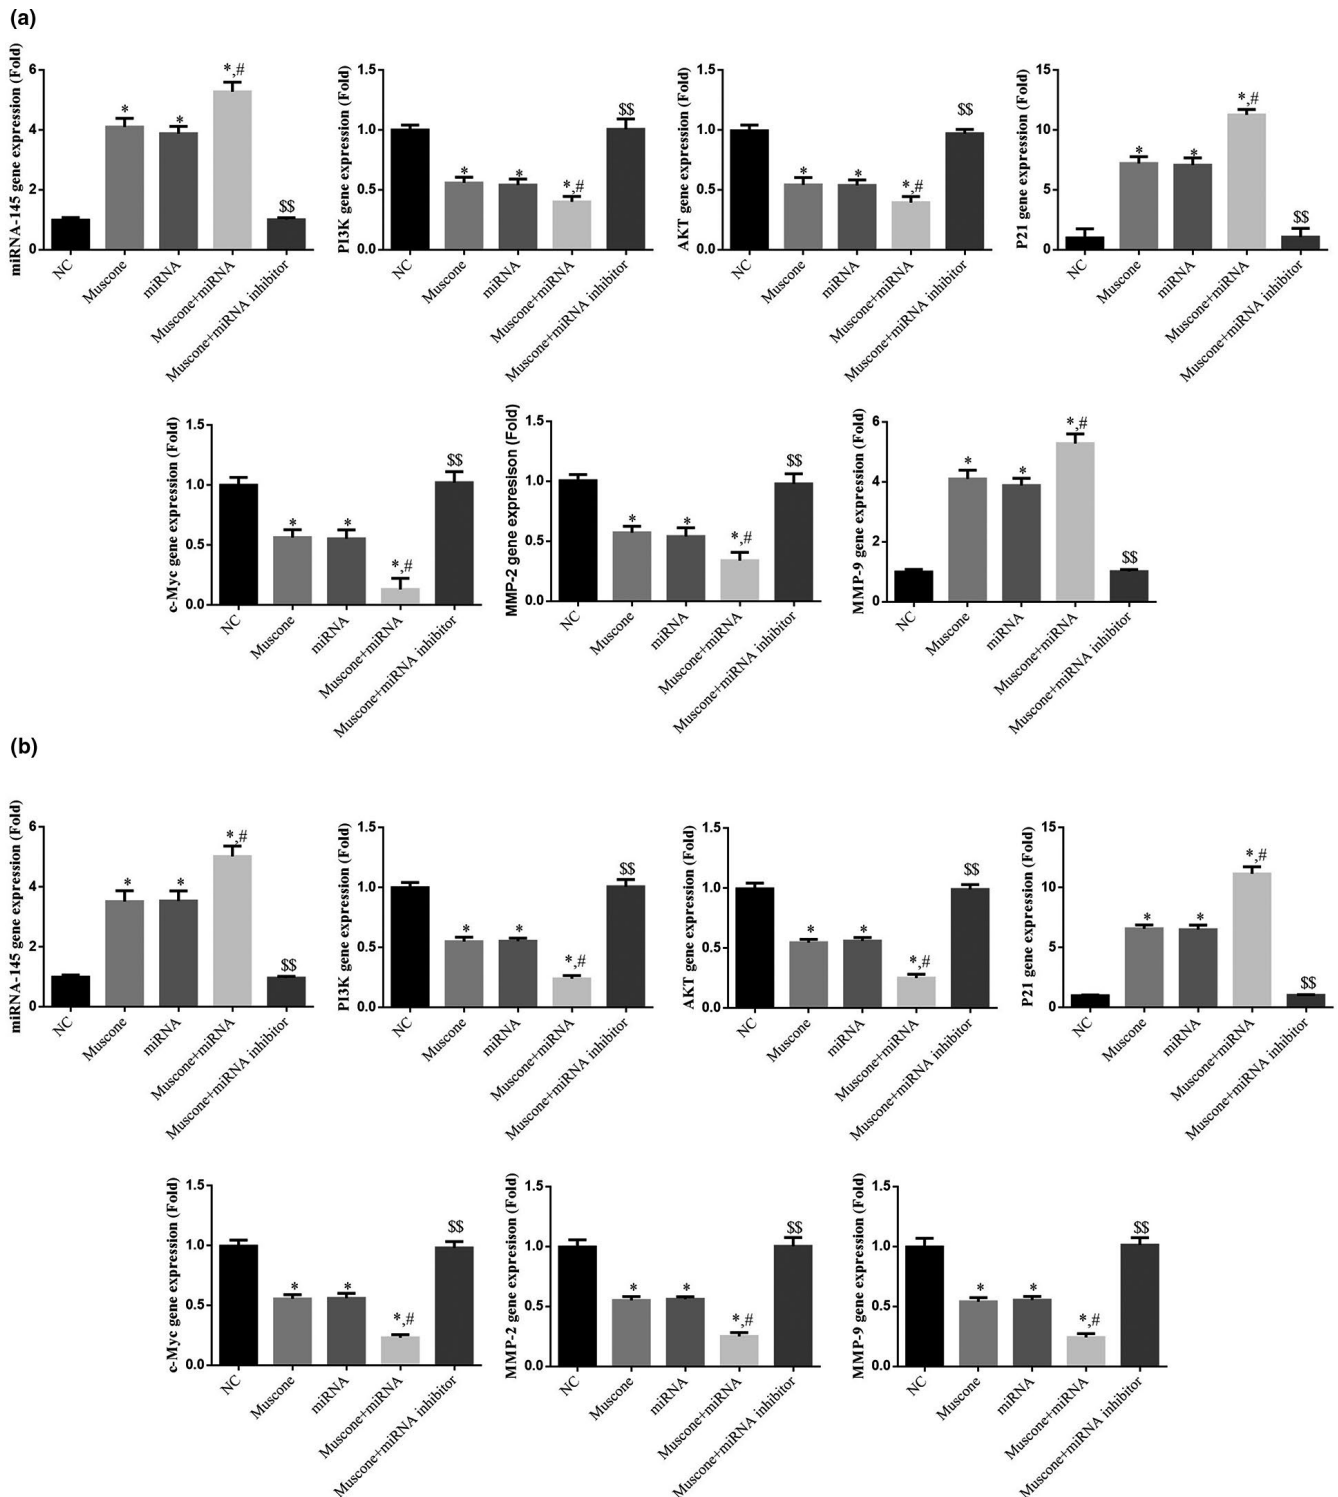 (a)
miRNA-145 gene expression (Fold)
6
4
2
0
*
*
*,#
$$
NC
Muscone
miRNA
Muscone+miRNA
Muscone+miRNA inhibitor
PI3K gene expression (Fold)
1.5
1.0
0.5
0.0
*
*
*,#
$$
NC
Muscone
miRNA
Muscone+miRNA
Muscone+miRNA inhibitor
AKT gene expression (Fold)
1.5
1.0
0.5
0.0
*
*
*,#
$$
NC
Muscone
miRNA
Muscone+miRNA
Muscone+miRNA inhibitor
P21 gene expression (Fold)
15
10
5
0
*
*
*,#
$$
NC
Muscone
miRNA
Muscone+miRNA
Muscone+miRNA inhibitor
c-Myc gene expression (Fold)
1.5
1.0
0.5
0.0
*
*
*,#
$$
NC
Muscone
miRNA
Muscone+miRNA
Muscone+miRNA inhibitor
MMP-2 gene expresison (Fold)
1.5
1.0
0.5
0.0
*
*
*,#
$$
NC
Muscone
miRNA
Muscone+miRNA
Muscone+miRNA inhibitor
MMP-9 gene expression (Fold)
6
4
2
0
*
*
*,#
$$
NC
Muscone
miRNA
Muscone+miRNA
Muscone+miRNA inhibitor
(b)
miRNA-145 gene expression (Fold)
6
4
2
0
*
*
*,#
$$
NC
Muscone
miRNA
Muscone+miRNA
Muscone+miRNA inhibitor
PI3K gene expression (Fold)
1.5
1.0
0.5
0.0
*
*
*,#
$$
NC
Muscone
miRNA
Muscone+miRNA
Muscone+miRNA inhibitor
AKT gene expression (Fold)
1.5
1.0
0.5
0.0
*
*
*,#
$$
NC
Muscone
miRNA
Muscone+miRNA
Muscone+miRNA inhibitor
P21 gene expression (Fold)
15
10
5
0
*
*
*,#
$$
NC
Muscone
miRNA
Muscone+miRNA
Muscone+miRNA inhibitor
c-Myc gene expression (Fold)
1.5
1.0
0.5
0.0
*
*
*,#
$$
NC
Muscone
miRNA
Muscone+miRNA
Muscone+miRNA inhibitor
MMP-2 gene expresison (Fold)
1.5
1.0
0.5
0.0
*
*
*,#
$$
NC
Muscone
miRNA
Muscone+miRNA
Muscone+miRNA inhibitor
MMP-9 gene expression (Fold)
1.5
1.0
0.5
0.0
*
*
*,#
$$
NC
Muscone
miRNA
Muscone+miRNA
Muscone+miRNA inhibitor